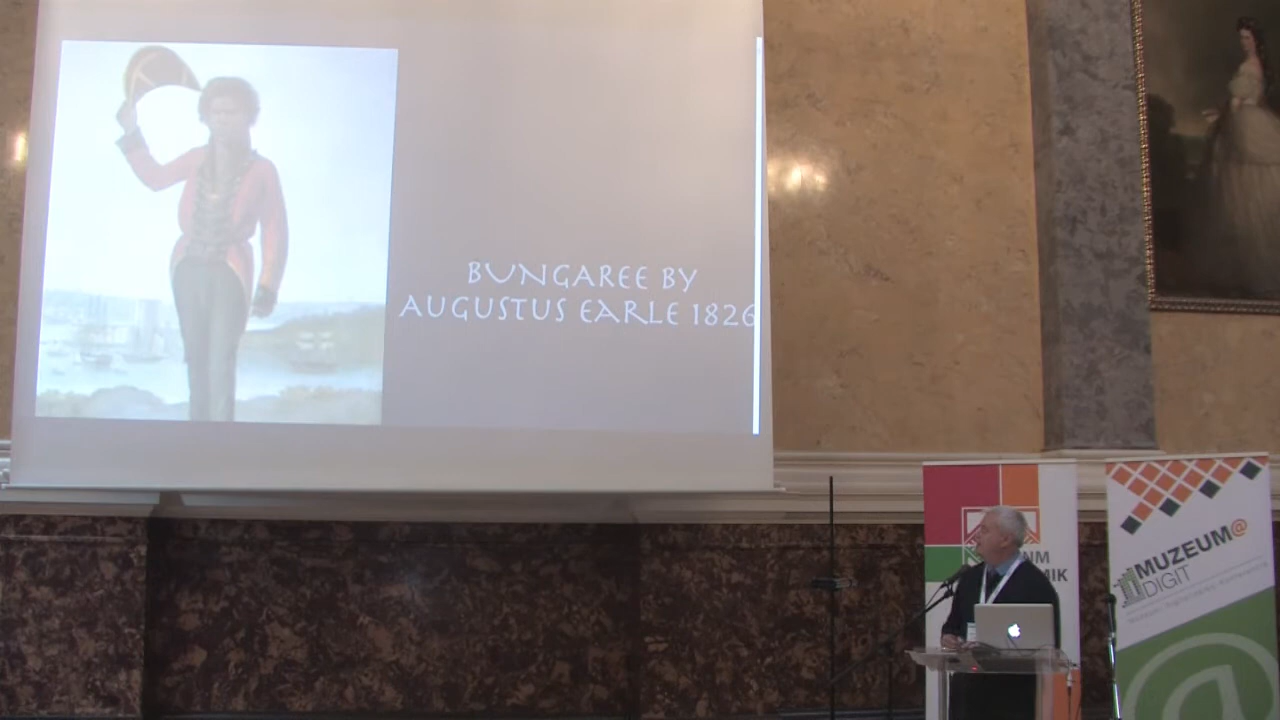 BUNGAREE BY
AUGUSTUS EARLE 1826
NM
MIK
MUZEUM@
DIGIT